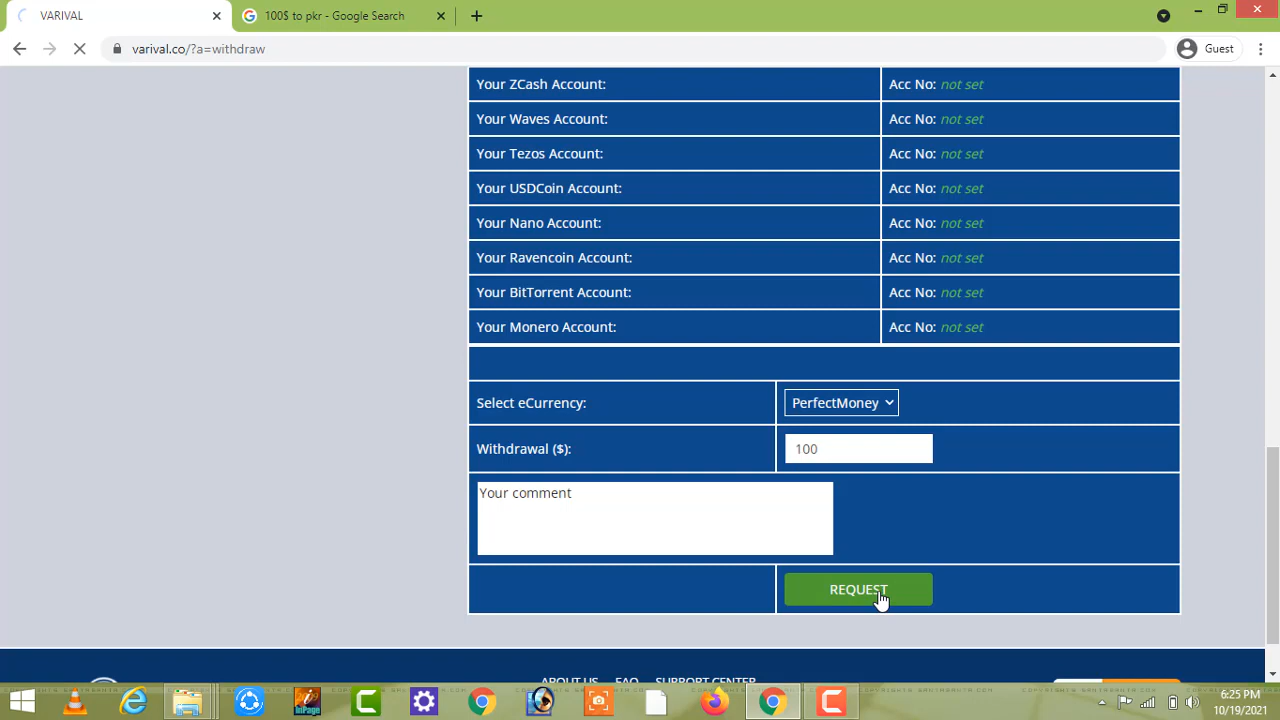 VARIVAL
100$ to pkr - Google Search
varival.co/?a=withdraw
Guest
Your ZCash Account: Acc No: not set
Your Waves Account: Acc No: not set
Your Tezos Account: Acc No: not set
Your USDCoin Account: Acc No: not set
Your Nano Account: Acc No: not set
Your Ravencoin Account: Acc No: not set
Your BitTorrent Account: Acc No: not set
Your Monero Account: Acc No: not set
Select eCurrency: PerfectMoney
Withdrawal ($): 100
Your comment
REQUEST
ABOUT US FAQ SUPPORT CENTER
InPage
6:25 PM
10/19/2021